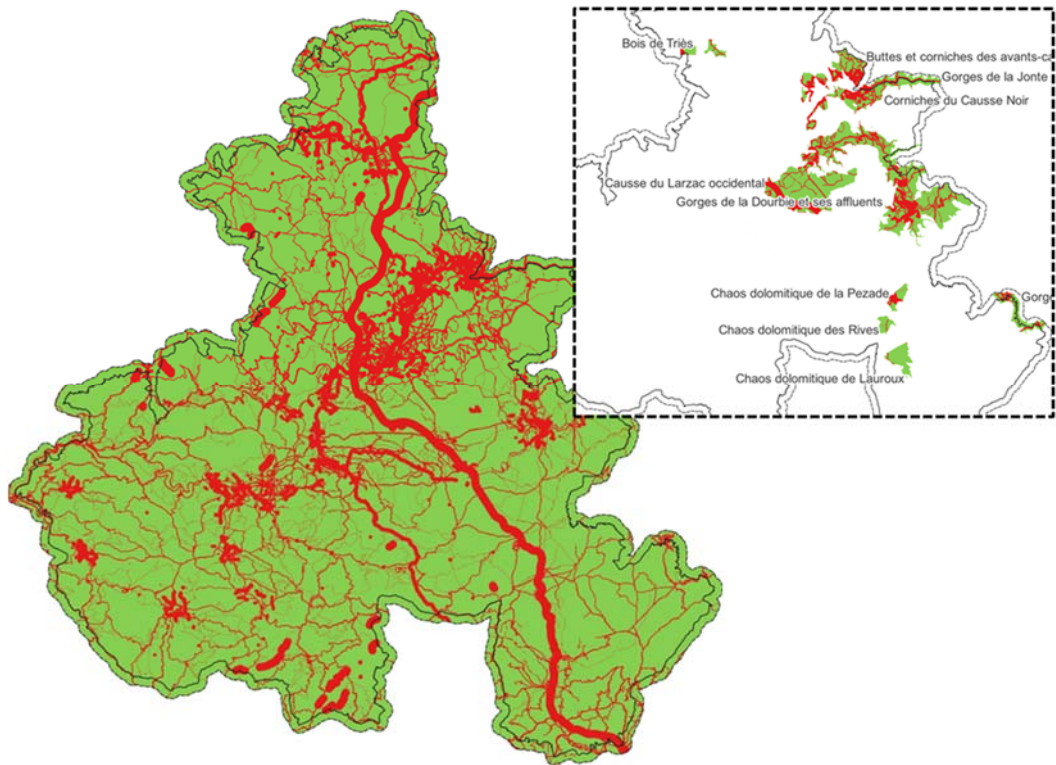 Bois de Triès
Buttes et corniches des avants-ca
Gorges de la Jonte
Corniches du Causse Noir
Causse du Larzac occidental
Gorges de la Dourbie et ses affluents
Chaos dolomitique de la Pezade
Gorg
Chaos dolomitique des Rives
Chaos dolomitique de Lauroux